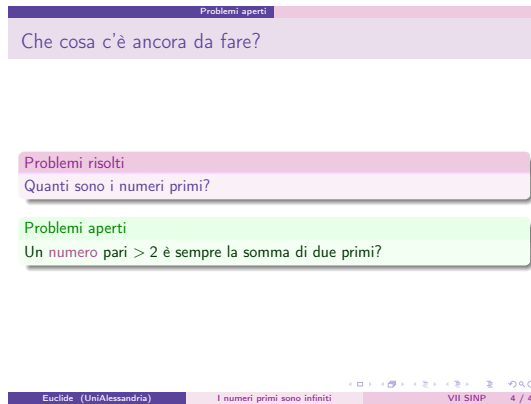 Problemi aperti
Che cosa c'è ancora da fare?
Problemi risolti
Quanti sono i numeri primi?
Problemi aperti
Un numero pari > 2 è sempre la somma di due primi?
Euclide (UniAlessandria) I numeri primi sono infiniti VII SINP 4 /